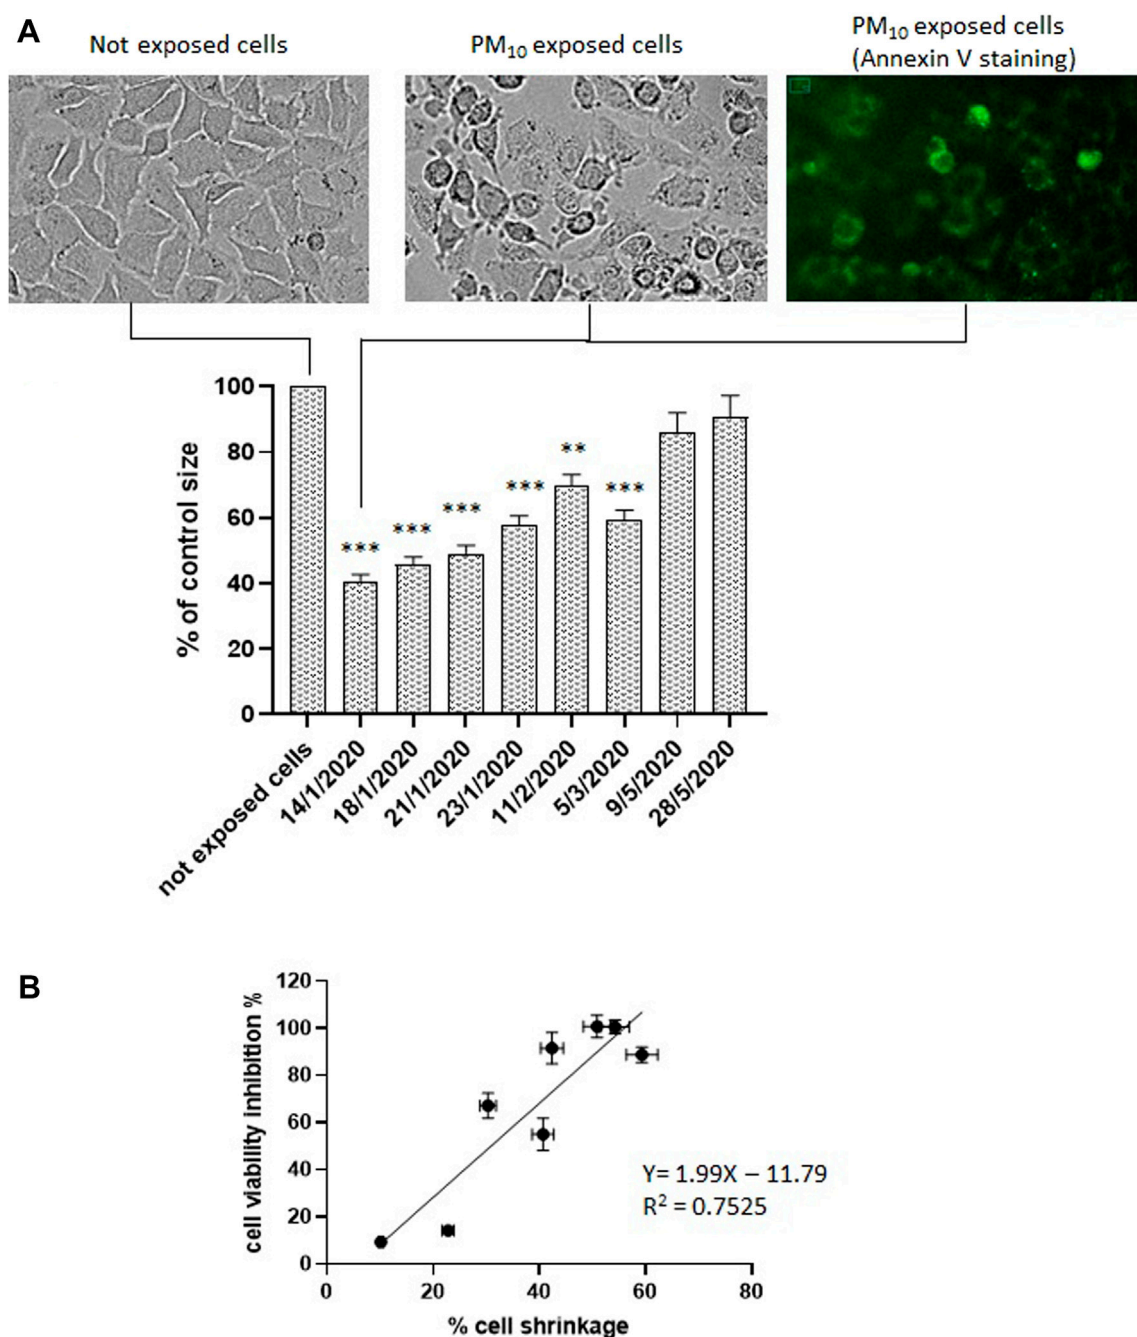 A
Not exposed cells
PM10 exposed cells
PM10 exposed cells
(Annexin V staining)
% of control size
100
80
60
40
20
0
***
***
***
***
**
***
not exposed cells
14/1/2020
18/1/2020
21/1/2020
23/1/2020
11/2/2020
5/3/2020
9/5/2020
28/5/2020
B
cell viability inhibition %
120
100
80
60
40
20
0
Y= 1.99X – 11.79
R² = 0.7525
0
20
40
60
80
% cell shrinkage